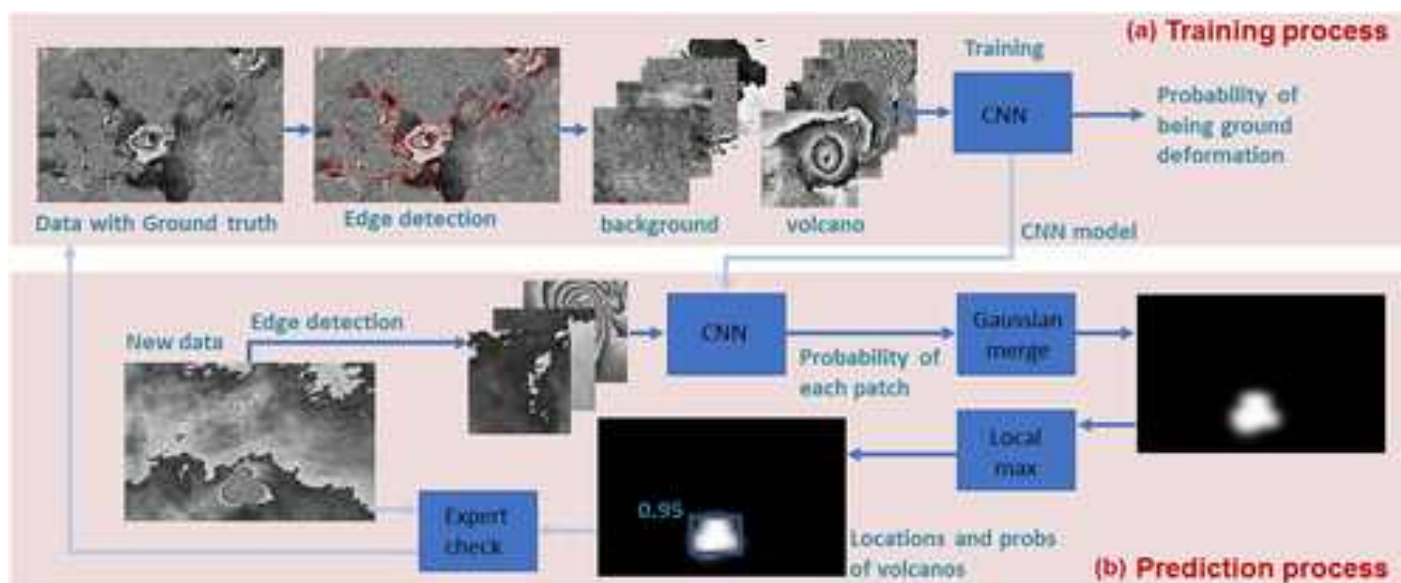 (a) Training process
Training
CNN
Probability of
being ground
deformation
Data with Ground truth
Edge detection
background
volcano
CNN model
New data
Edge detection
CNN
Probability of
each patch
Gaussian
merge
Local
max
0.95
Locations and probs
of volcanos
Expert
check
(b) Prediction process